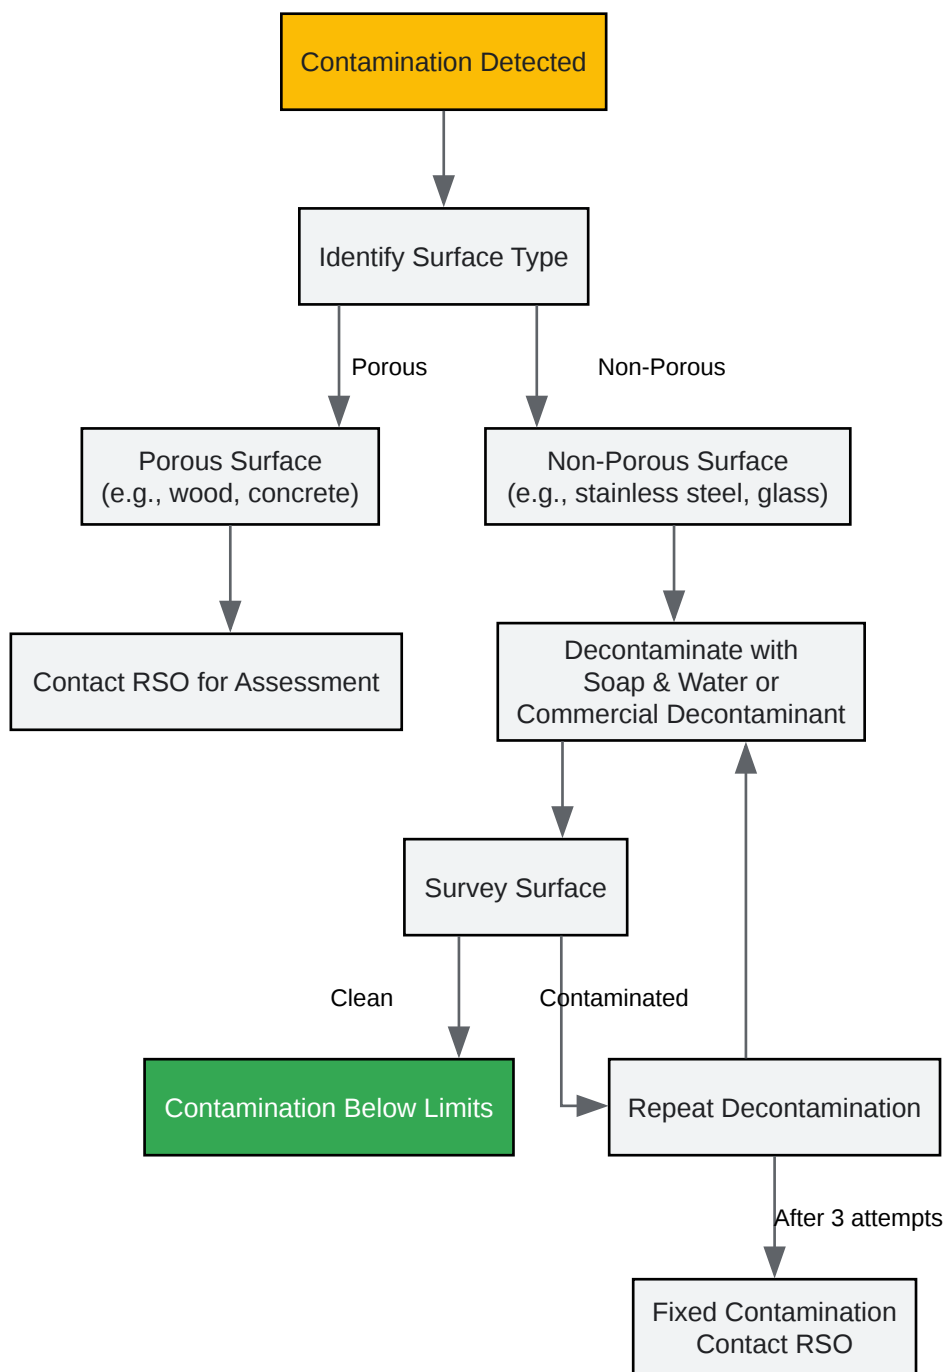 Contamination Detected
Identify Surface Type
Porous
Non-Porous
Porous Surface
(e.g., wood, concrete)
Non-Porous Surface
(e.g., stainless steel, glass)
Contact RSO for Assessment
Decontaminate with
Soap & Water or
Commercial Decontaminant
Survey Surface
Clean
Contaminated
Contamination Below Limits
Repeat Decontamination
After 3 attempts
Fixed Contamination
Contact RSO